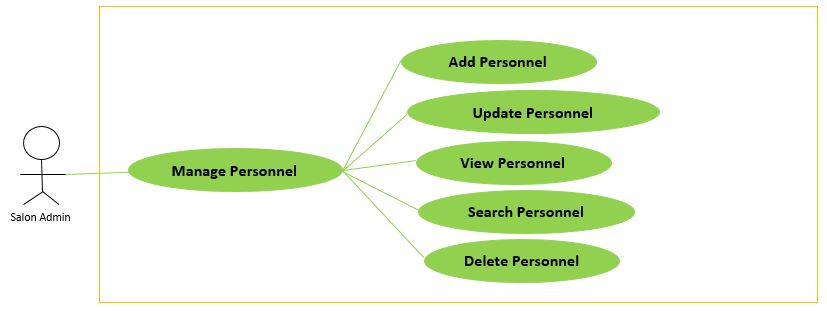 Add Personnel
Update Personnel
Manage Personnel
View Personnel
Search Personnel
Delete Personnel
Salon Admin